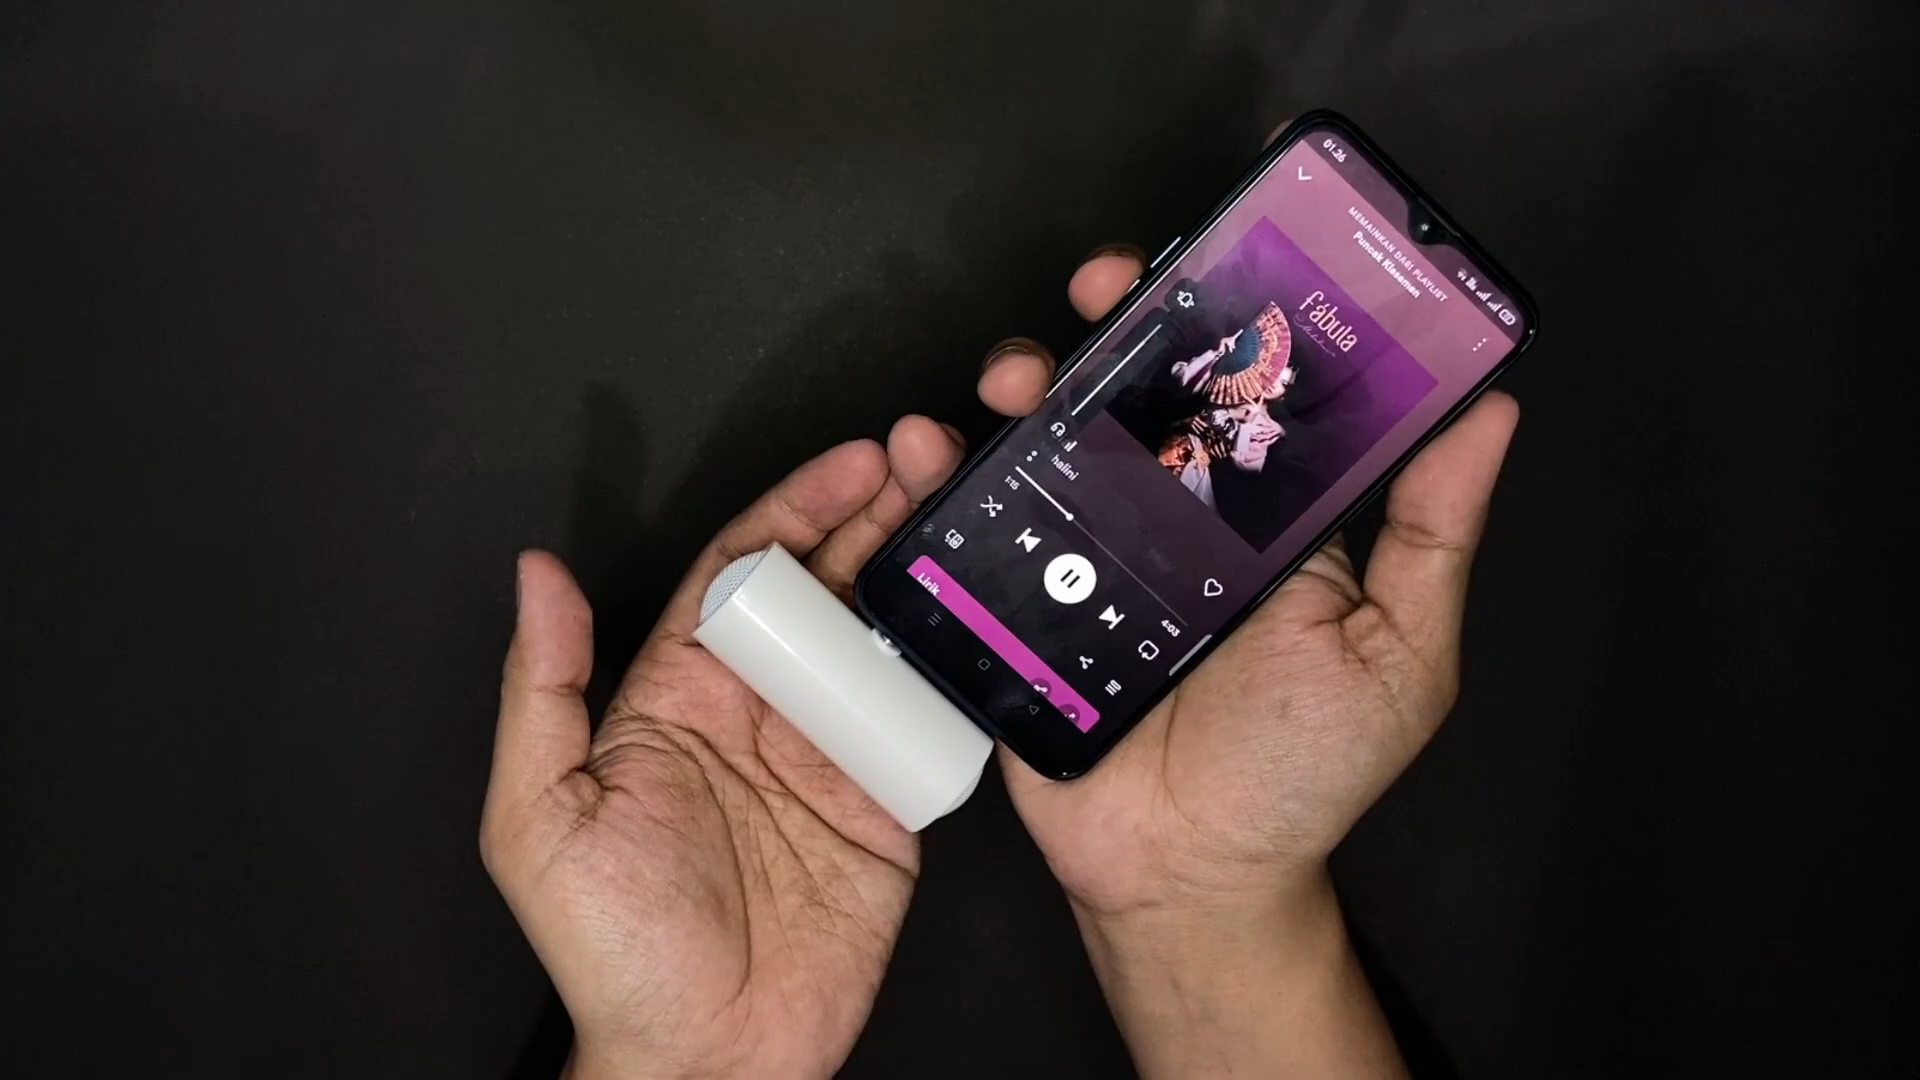 01.26
MEMAINKAN DARI PLAYLIST
Puncak Klasemen
fábula
halini
1:15
4:03
Lirik